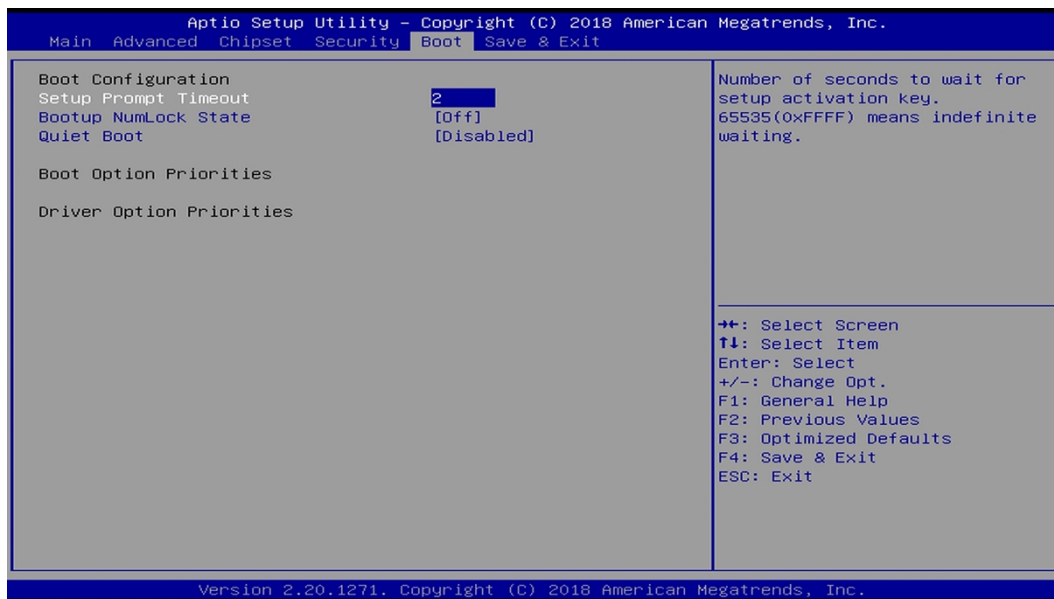 Aptio Setup Utility – Copyright (C) 2018 American Megatrends, Inc.
Main Advanced Chipset Security Boot Save & Exit
Boot Configuration
Setup Prompt Timeout 2
Bootup NumLock State [Off]
Quiet Boot [Disabled]
Boot Option Priorities
Driver Option Priorities
Number of seconds to wait for
setup activation key.
65535(0xFFFF) means indefinite
waiting.
→←: Select Screen
↑↓: Select Item
Enter: Select
+/-: Change Opt.
F1: General Help
F2: Previous Values
F3: Optimized Defaults
F4: Save & Exit
ESC: Exit
Version 2.20.1271. Copyright (C) 2018 American Megatrends, Inc.